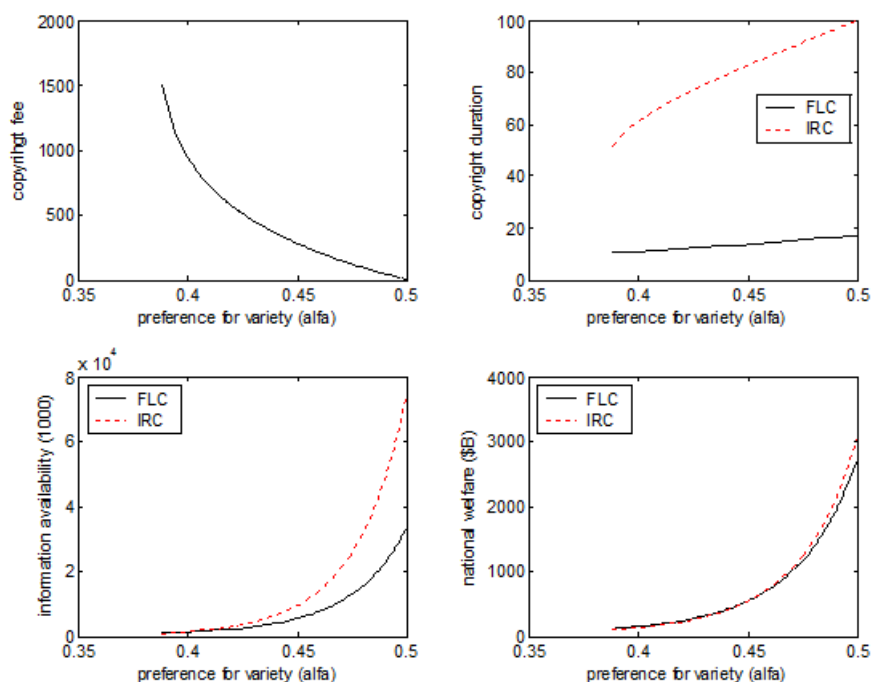 2000
1500
1000
500
0
copyrihgt fee
0.35
0.4
0.45
0.5
preference for variety (alfa)
100
80
60
40
20
0
copyright duration
FLC
IRC
0.35
0.4
0.45
0.5
preference for variety (alfa)
x 10^4
8
6
4
2
0
information availability (1000)
FLC
IRC
0.35
0.4
0.45
0.5
preference for variety (alfa)
4000
3000
2000
1000
0
national welfare ($B)
FLC
IRC
0.35
0.4
0.45
0.5
preference for variety (alfa)